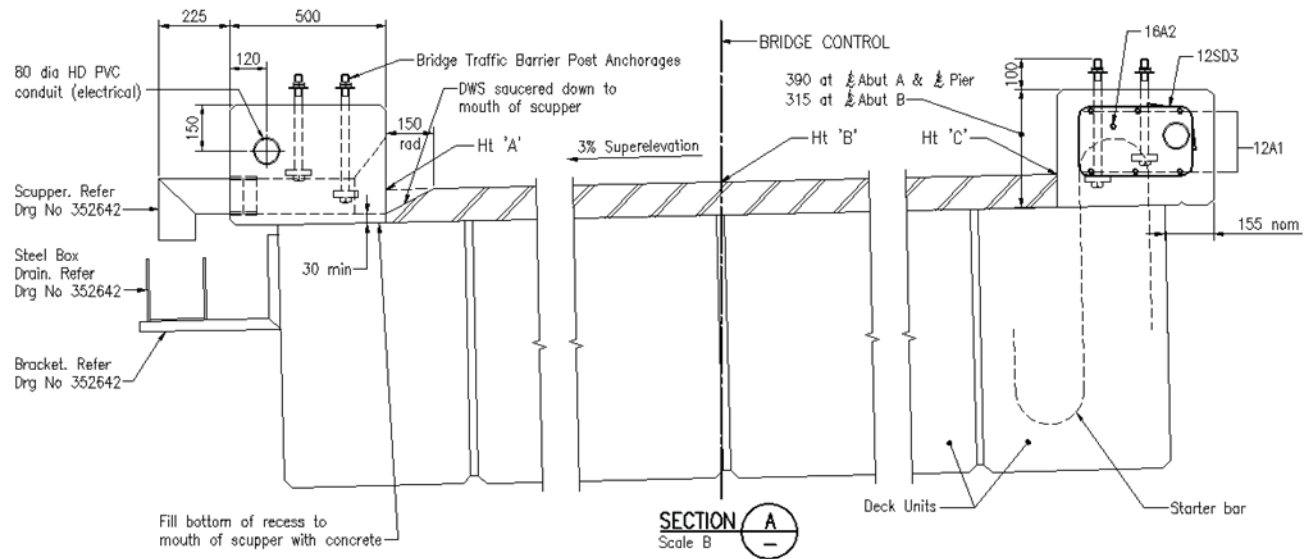 225
500
120
80 dia HD PVC
conduit (electrical)
150
Bridge Traffic Barrier Post Anchorages
DWS saucered down to
mouth of scupper
150
rad
Ht 'A'
3% Superelevation
BRIDGE CONTROL
390 at ℄ Abut A & ℄ Pier
315 at ℄ Abut B
Ht 'B'
Ht 'C'
100
16A2
12SD3
12A1
155 nom
Scupper. Refer
Drg No 352642
Steel Box
Drain. Refer
Drg No 352642
30 min
Bracket. Refer
Drg No 352642
Fill bottom of recess to
mouth of scupper with concrete
SECTION A
Scale B –
Deck Units
Starter bar